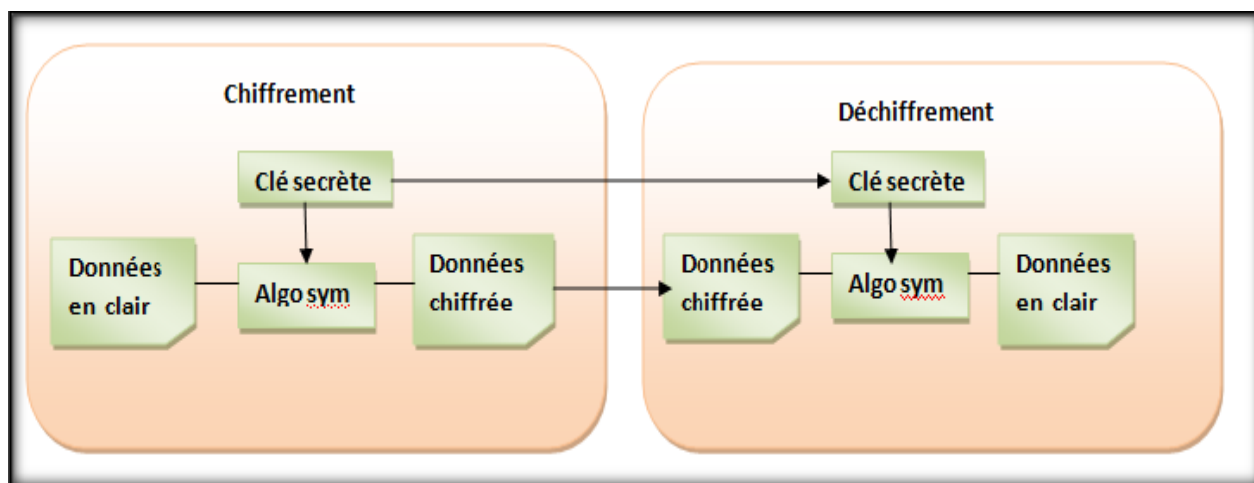 Chiffrement
Clé secrète
Données
en clair
Algo sym
Données
chiffrée
Déchiffrement
Clé secrète
Données
chiffrée
Algo sym
Données
en clair